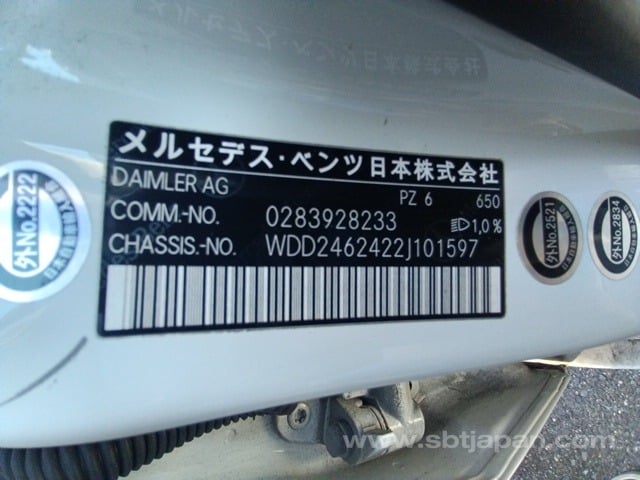 メルセデス・ベンツ日本株式会社
DAIMLER AG PZ 6 650
COMM.-NO. 0283928233 1,0%
CHASSIS.-NO. WDD2462422J101597
外No.2222
外No.2521
外No.2834
www.sbtjapan.com